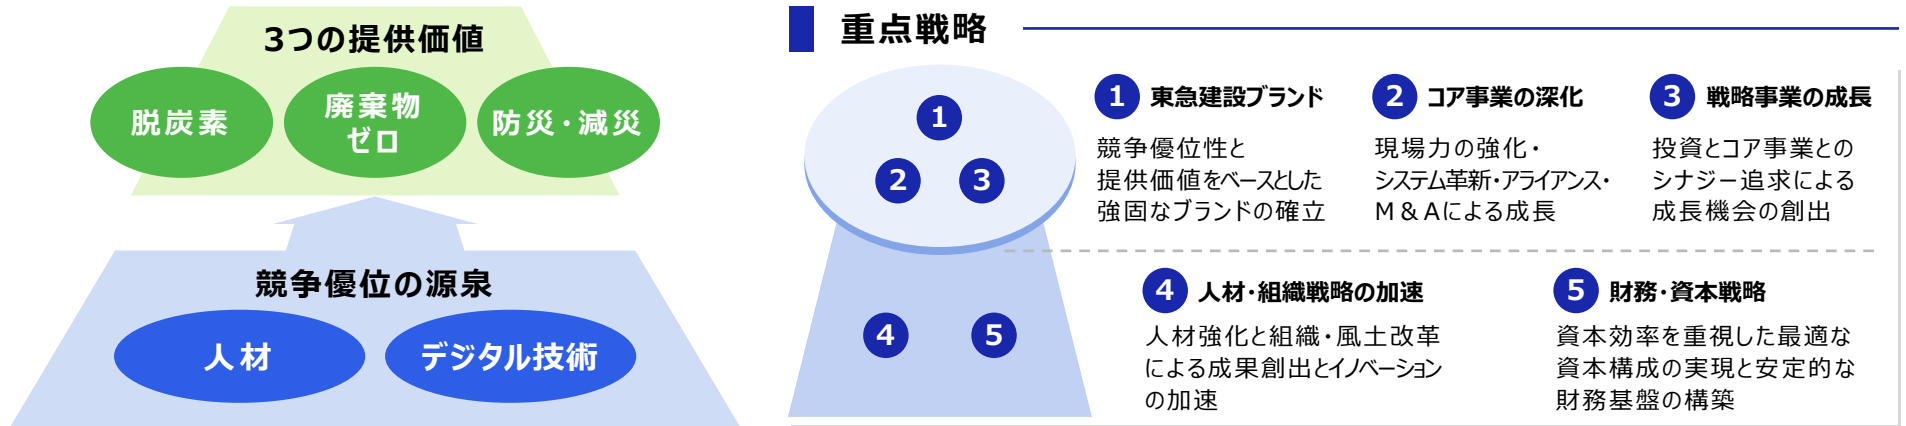 3つの提供価値
脱炭素
廃棄物
ゼロ
防災・減災
競争優位の源泉
人材
デジタル技術
重点戦略
1
2
3
4
5
1 東急建設ブランド
競争優位性と
提供価値をベースとした
強固なブランドの確立
2 コア事業の深化
現場力の強化・
システム革新・アライアンス・
M&Aによる成長
3 戦略事業の成長
投資とコア事業との
シナジー追求による
成長機会の創出
4 人材・組織戦略の加速
人材強化と組織・風土改革
による成果創出とイノベーション
の加速
5 財務・資本戦略
資本効率を重視した最適な
資本構成の実現と安定的な
財務基盤の構築